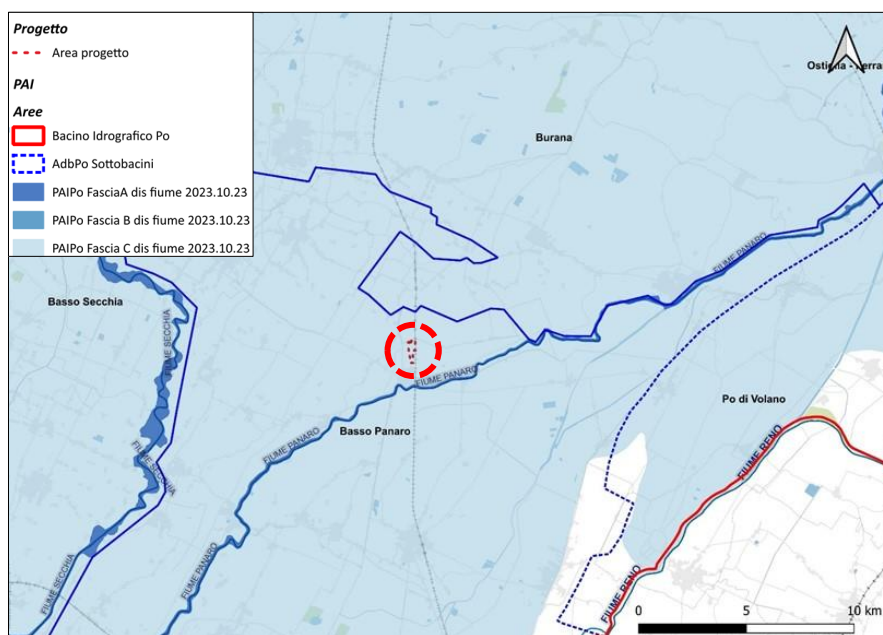 Progetto
Area progetto
PAI
Aree
Bacino Idrografico Po
AdbPo Sottobacini
PAIPo FasciaA dis fiume 2023.10.23
PAIPo Fascia B dis fiume 2023.10.23
PAIPo Fascia C dis fiume 2023.10.23
Burana
FIUME PANARO
Basso Secchia
FIUME SECCHIA
FIUME PANARO
Po di Volano
Basso Panaro
FIUME PANARO
FIUME RENO
FIUME SECCHIA
FIUME SECCHIA
FIUME PANARO
FIUME RENO
0 5 10 km